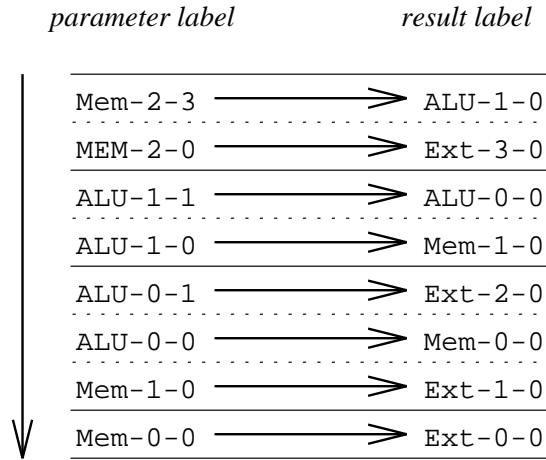 parameter label result label
Mem-2-3 ALU-1-0
MEM-2-0 Ext-3-0
ALU-1-1 ALU-0-0
ALU-1-0 Mem-1-0
ALU-0-1 Ext-2-0
ALU-0-0 Mem-0-0
Mem-1-0 Ext-1-0
Mem-0-0 Ext-0-0